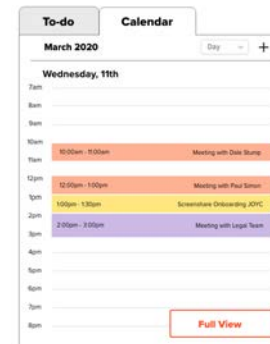 To-do Calendar
March 2020 Day +
Wednesday, 11th
7am
8am
9am
10am
10:00am - 11:00am Meeting with Dale Stump
11am
12pm
12:00pm - 1:00pm Meeting with Paul Simon
1pm
1:00pm - 1:30pm Screenshare Onboarding JOYC
2pm
2:00pm - 3:00pm Meeting with Legal Team
3pm
4pm
5pm
6pm
7pm
8pm
Full View